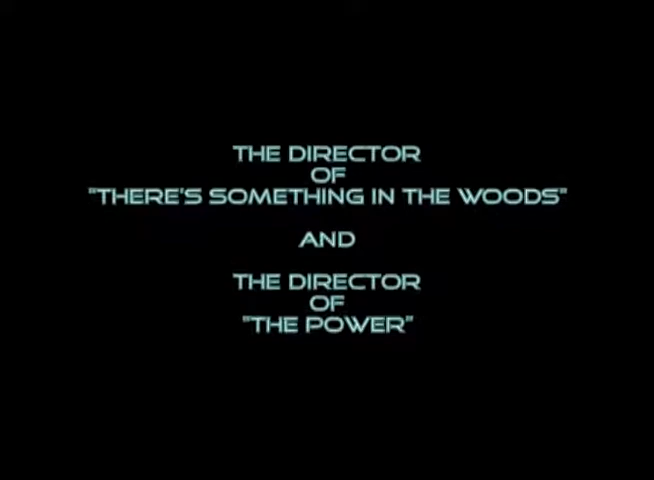 THE DIRECTOR
OF
"THERE'S SOMETHING IN THE WOODS"
AND
THE DIRECTOR
OF
"THE POWER"